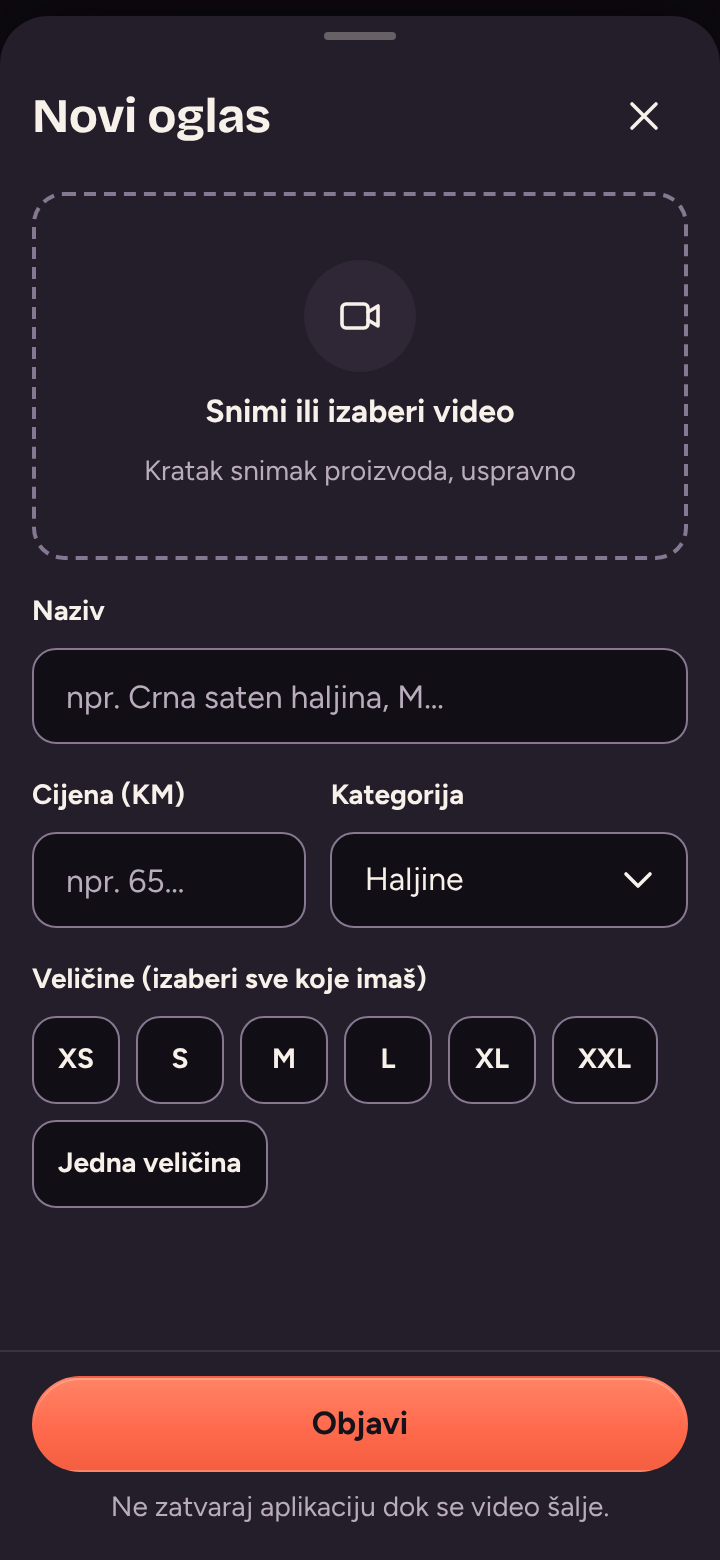 Novi oglas
Snimi ili izaberi video
Kratak snimak proizvoda, uspravno
Naziv
npr. Crna saten haljina, M...
Cijena (KM) Kategorija
npr. 65... Haljine
Veličine (izaberi sve koje imaš)
XS S M L XL XXL
Jedna veličina
Objavi
Ne zatvaraj aplikaciju dok se video šalje.